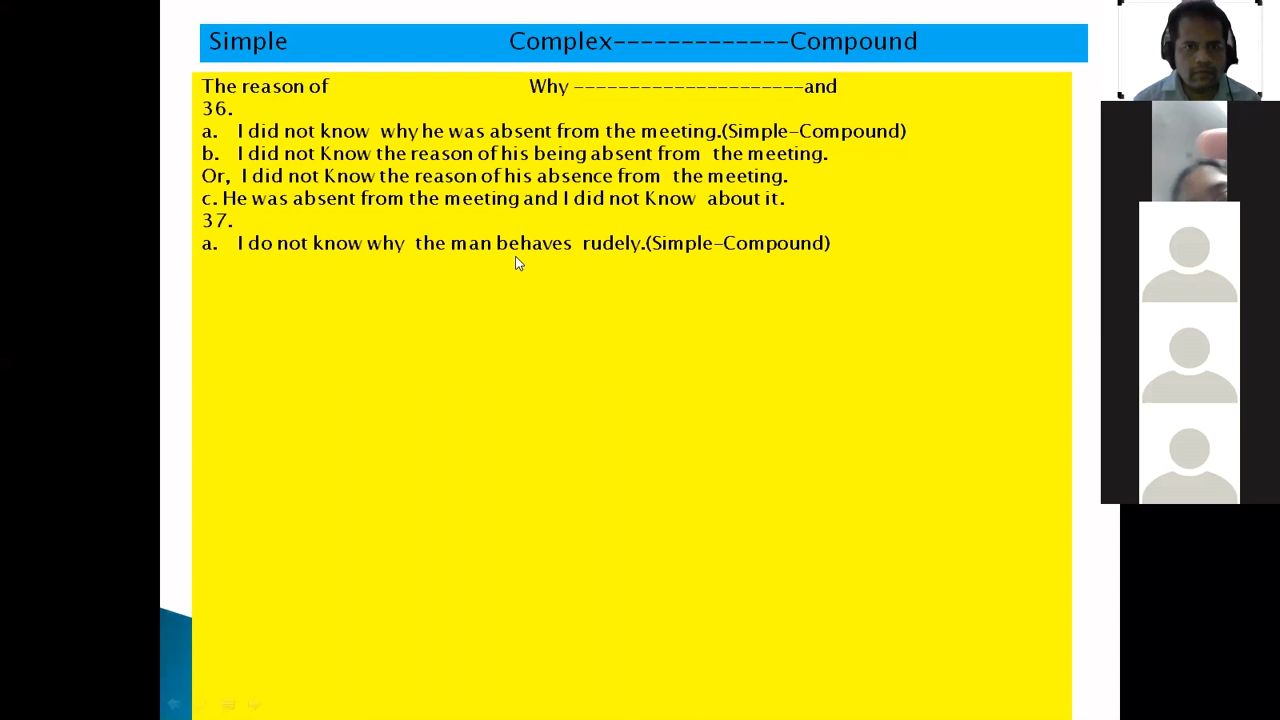 Simple Complex-------------Compound
The reason of Why ---------------------and
36.
a. I did not know why he was absent from the meeting.(Simple-Compound)
b. I did not Know the reason of his being absent from the meeting.
Or, I did not Know the reason of his absence from the meeting.
c. He was absent from the meeting and I did not Know about it.
37.
a. I do not know why the man behaves rudely.(Simple-Compound)